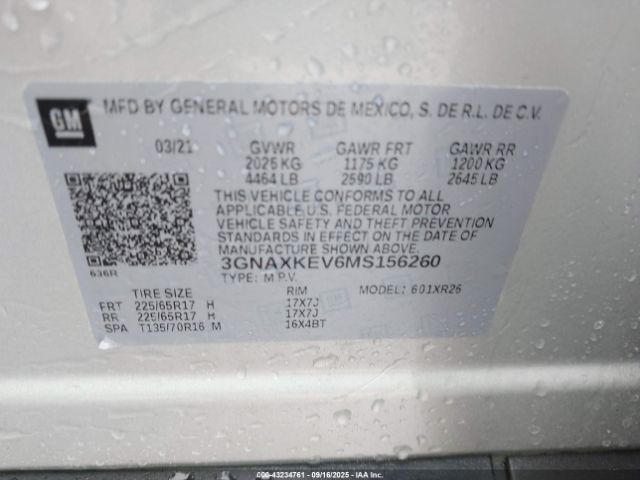 GM
MFD BY GENERAL MOTORS DE MEXICO, S. DE R.L. DE C.V.
03/21 GVWR GAWR FRT GAWR RR
2025 KG 1175 KG 1200 KG
4464 LB 2590 LB 2645 LB
THIS VEHICLE CONFORMS TO ALL
APPLICABLE U.S. FEDERAL MOTOR
VEHICLE SAFETY AND THEFT PREVENTION
STANDARDS IN EFFECT ON THE DATE OF
MANUFACTURE SHOWN ABOVE.
636R 3GNAXKEV6MS156260
TYPE: M.P.V.
TIRE SIZE RIM MODEL: 601XR26
FRT 225/65R17 H 17X7J
RR 225/65R17 H 17X7J
SPA T135/70R16 M 16X4BT
000-43234761 | 09/16/2025 | IAA Inc.